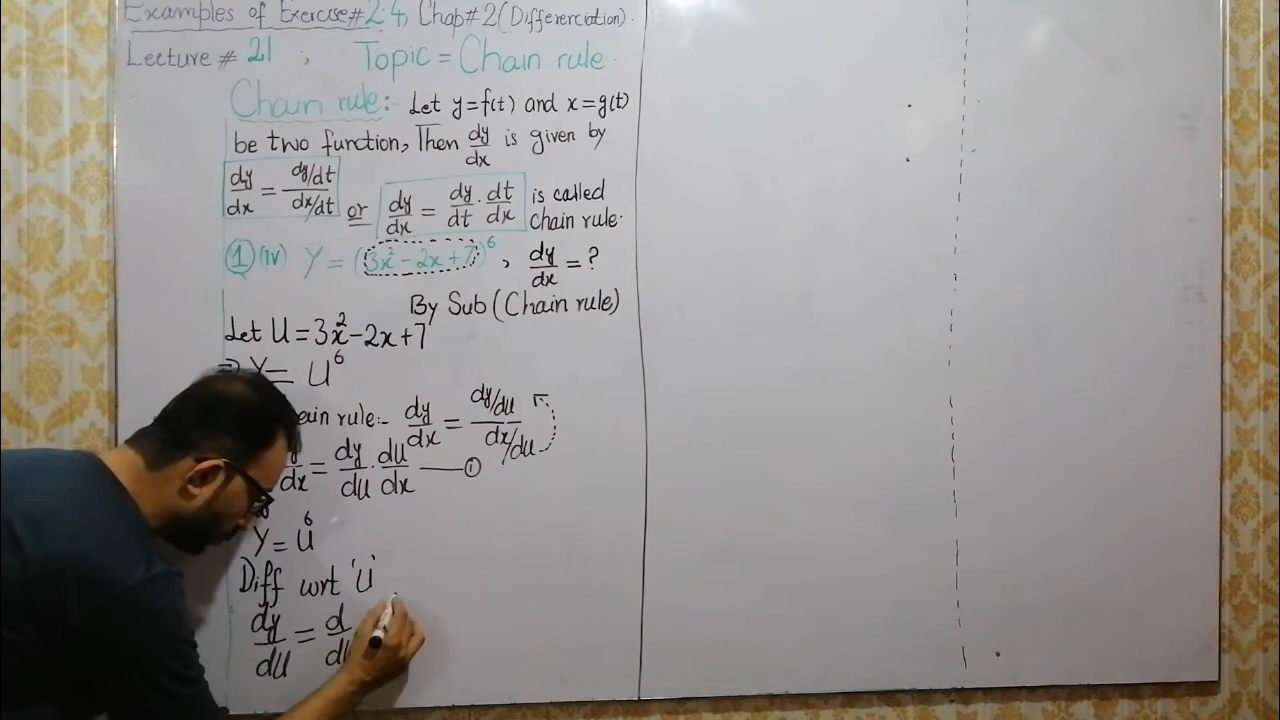 Examples of Exercise# 2.4, Chap# 2 (Differenciation).
Lecture # 21 ; Topic = Chain rule.
Chain rule:- Let y=f(t) and x=g(t)
be two function, Then dy/dx is given by
dy/dx = (dy/dt)/(dx/dt) or dy/dx = dy/dt . dt/dx is called
chain rule.
① (iv) Y = (3x²-2x+7)⁶, dy/dx = ?
By Sub (Chain rule)
Let U = 3x²-2x+7
Y = U⁶
rule:- dy/dx = (dy/du)/(dx/du)
dx = dy/du . du/dx —— ①
Y = U⁶
Diff wrt 'U'
dy/du = d/du